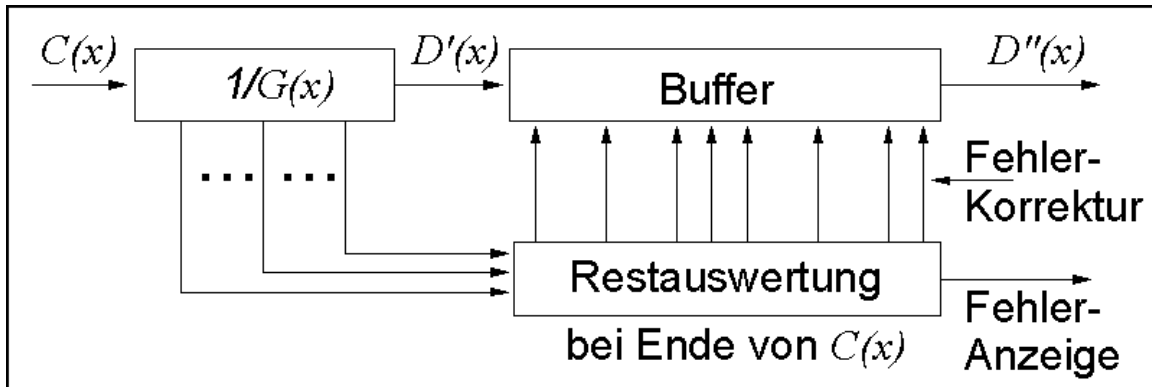 C(x)
1/G(x)
D'(x)
Buffer
D''(x)
... ...
Fehler-
Korrektur
Restauswertung
bei Ende von C(x)
Fehler-
Anzeige